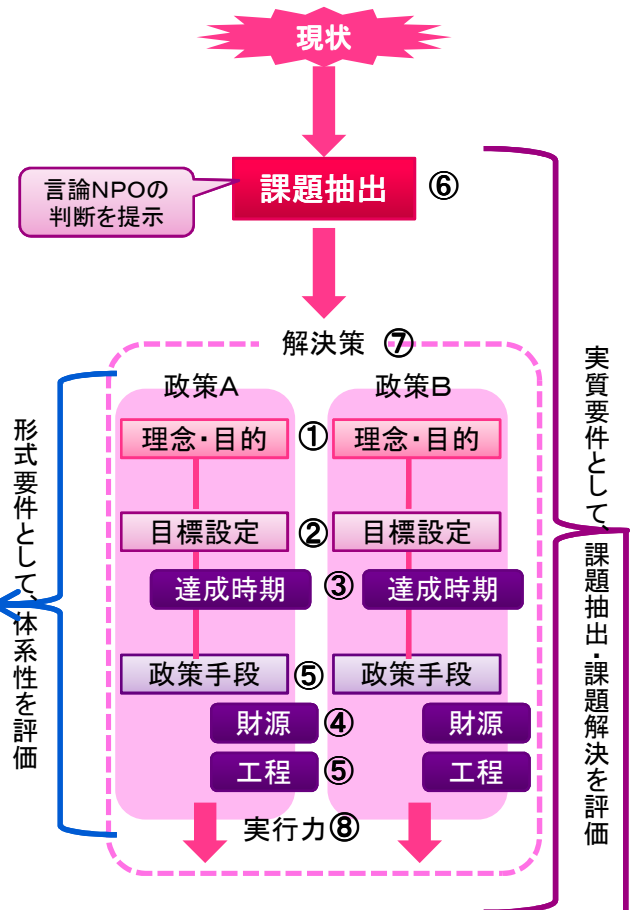 現状
課題抽出 ⑥
言論NPOの
判断を提示
解決策 ⑦
政策A
政策B
理念・目的 ① 理念・目的
目標設定 ② 目標設定
達成時期 ③ 達成時期
政策手段 ⑤ 政策手段
財源 ④ 財源
工程 ⑤ 工程
実行力⑧
形式要件として、体系性を評価
実質要件として、課題抽出・課題解決を評価